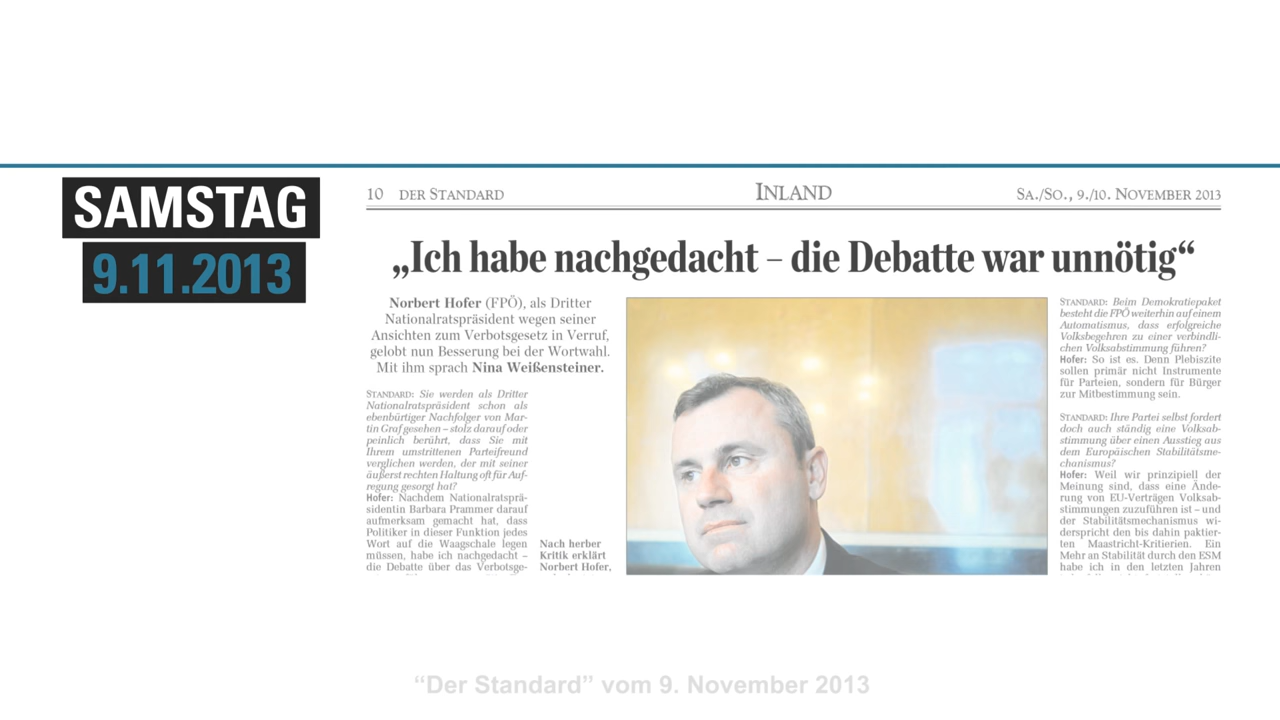 SAMSTAG
9.11.2013
10 DER STANDARD
INLAND
SA./SO., 9./10. NOVEMBER 2013
„Ich habe nachgedacht – die Debatte war unnötig“
Norbert Hofer (FPÖ), als Dritter
Nationalratspräsident wegen seiner
Ansichten zum Verbotsgesetz in Verruf,
gelobt nun Besserung bei der Wortwahl.
Mit ihm sprach Nina Weißensteiner.
STANDARD: Sie werden als Dritter
Nationalratspräsident schon als
ebenbürtiger Nachfolger von Mar-
tin Graf gesehen – stolz darauf oder
peinlich berührt, dass Sie mit
Ihrem umstrittenen Parteifreund
verglichen werden, der mit seiner
äußerst rechten Haltung oft für Auf-
regung gesorgt hat?
Hofer: Nachdem Nationalratsprä-
sidentin Barbara Prammer darauf
aufmerksam gemacht hat, dass
Politiker in dieser Funktion jedes
Wort auf die Waagschale legen
müssen, habe ich nachgedacht –
die Debatte über das Verbotsge-
Nach herber
Kritik erklärt
Norbert Hofer,
STANDARD: Beim Demokratiepaket
besteht die FPÖ weiterhin auf einem
Automatismus, dass erfolgreiche
Volksbegehren zu einer verbindli-
chen Volksabstimmung führen?
Hofer: So ist es. Denn Plebiszite
sollen primär nicht Instrumente
für Parteien, sondern für Bürger
zur Mitbestimmung sein.
STANDARD: Ihre Partei selbst fordert
doch auch ständig eine Volksab-
stimmung über einen Ausstieg aus
dem Europäischen Stabilitätsme-
chanismus?
Hofer: Weil wir prinzipiell der
Meinung sind, dass eine Ände-
rung von EU-Verträgen Volksab-
stimmungen zuzuführen ist – und
der Stabilitätsmechanismus wi-
derspricht den bis dahin paktier-
ten Maastricht-Kritierien. Ein
Mehr an Stabilität durch den ESM
habe ich in den letzten Jahren
“Der Standard” vom 9. November 2013